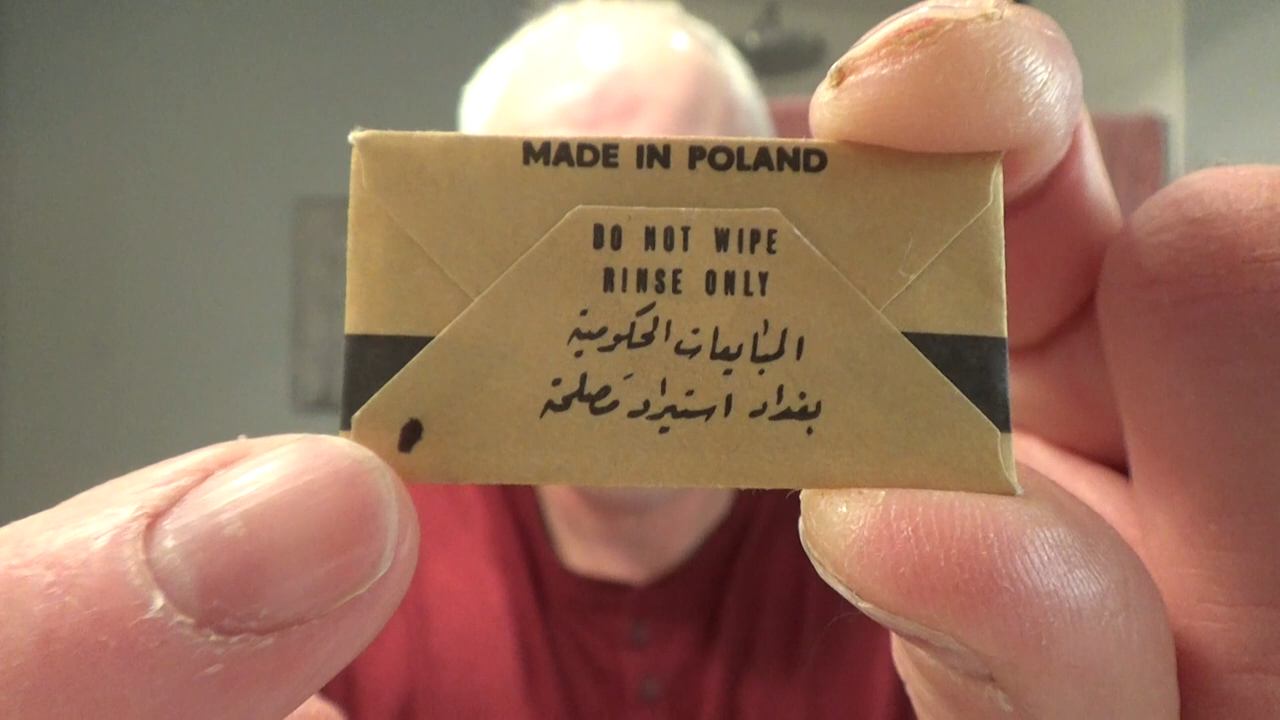 MADE IN POLAND
DO NOT WIPE
RINSE ONLY
المبايعات الحكومية
بغداد استيراد مصلحة